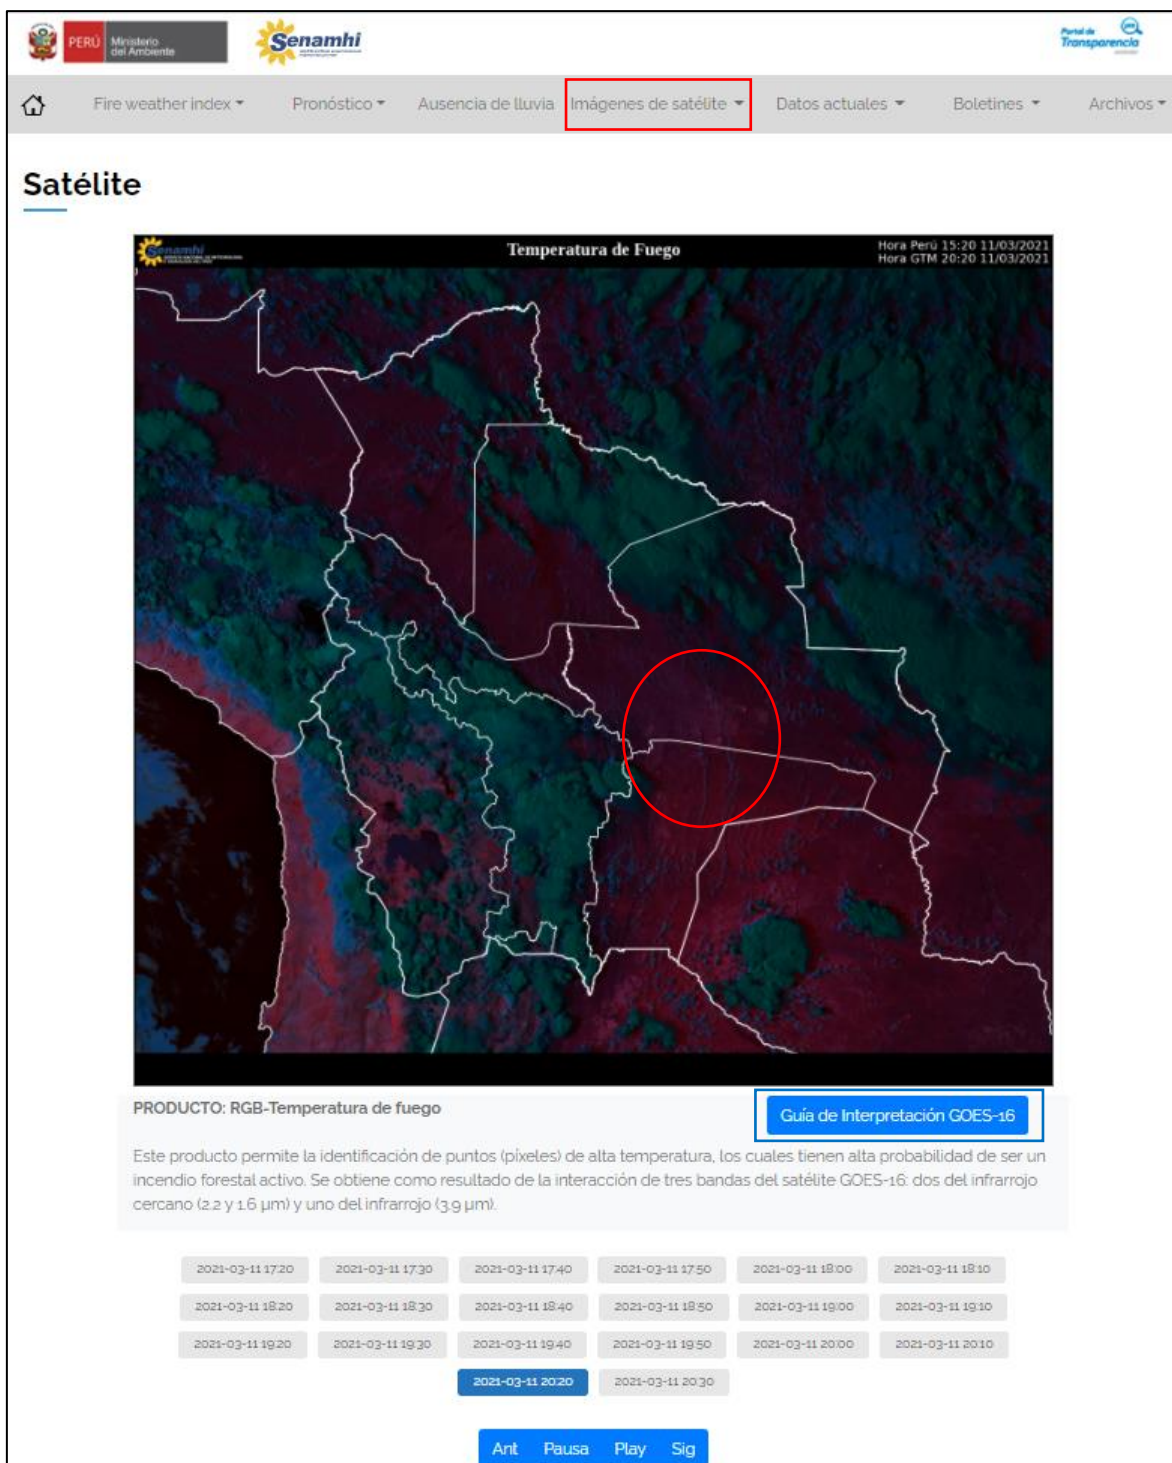 PERÚ
Ministerio
del Ambiente
Senamhi
Portal de
Transparencia
Fire weather index
Pronóstico
Ausencia de lluvia
Imágenes de satélite
Datos actuales
Boletines
Archivos
Satélite
Senamhi
Temperatura de Fuego
Hora Perú 15:20 11/03/2021
Hora GTM 20:20 11/03/2021
PRODUCTO: RGB-Temperatura de fuego
Guía de Interpretación GOES-16
Este producto permite la identificación de puntos (píxeles) de alta temperatura, los cuales tienen alta probabilidad de ser un
incendio forestal activo. Se obtiene como resultado de la interacción de tres bandas del satélite GOES-16: dos del infrarrojo
cercano (2.2 y 1.6 µm) y uno del infrarrojo (3.9 µm).
2021-03-11 17:20 2021-03-11 17:30 2021-03-11 17:40 2021-03-11 17:50 2021-03-11 18:00 2021-03-11 18:10
2021-03-11 18:20 2021-03-11 18:30 2021-03-11 18:40 2021-03-11 18:50 2021-03-11 19:00 2021-03-11 19:10
2021-03-11 19:20 2021-03-11 19:30 2021-03-11 19:40 2021-03-11 19:50 2021-03-11 20:00 2021-03-11 20:10
2021-03-11 20:20 2021-03-11 20:30
Ant Pausa Play Sig